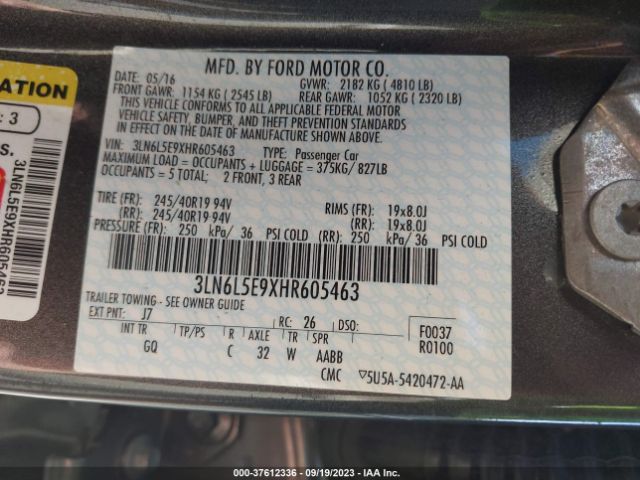 MFD. BY FORD MOTOR CO.
DATE: 05/16 GVWR: 2182 KG ( 4810 LB)
FRONT GAWR: 1154 KG ( 2545 LB) REAR GAWR: 1052 KG ( 2320 LB)
THIS VEHICLE CONFORMS TO ALL APPLICABLE FEDERAL MOTOR
VEHICLE SAFETY, BUMPER, AND THEFT PREVENTION STANDARDS
IN EFFECT ON THE DATE OF MANUFACTURE SHOWN ABOVE.
VIN: 3LN6L5E9XHR605463 TYPE: Passenger Car
MAXIMUM LOAD = OCCUPANTS + LUGGAGE = 375KG/ 827LB
OCCUPANTS = 5 TOTAL: 2 FRONT, 3 REAR
TIRE (FR): 245/40R19 94V RIMS (FR): 19x8.0J
(RR): 245/40R19 94V (RR): 19x8.0J
PRESSURE (FR): 250 kPa/ 36 PSI COLD (RR): 250 kPa/ 36 PSI COLD
3LN6L5E9XHR605463
TRAILER TOWING - SEE OWNER GUIDE
EXT PNT: J7 RC: 26 DSO: F0037
INT TR TP/PS R AXLE TR SPR R0100
GQ C 32 W AABB
CMC ▽5U5A-5420472-AA
ATION
: 3
S.
3LN6L5E9XHR605463
000-37612336 - 09/19/2023 - IAA Inc.